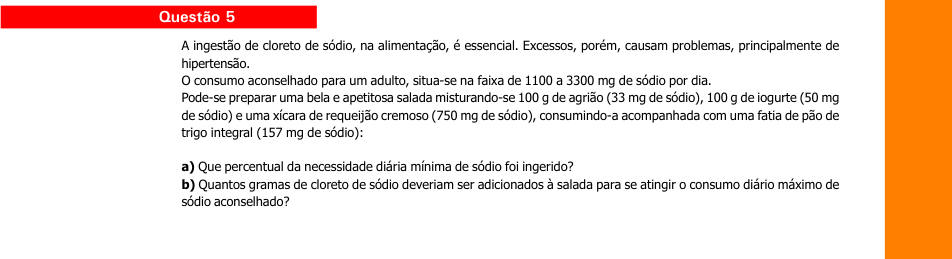 Questão 5
A ingestão de cloreto de sódio, na alimentação, é essencial. Excessos, porém, causam problemas, principalmente de
hipertensão.
O consumo aconselhado para um adulto, situa-se na faixa de 1100 a 3300 mg de sódio por dia.
Pode-se preparar uma bela e apetitosa salada misturando-se 100 g de agrião (33 mg de sódio), 100 g de iogurte (50 mg
de sódio) e uma xícara de requeijão cremoso (750 mg de sódio), consumindo-a acompanhada com uma fatia de pão de
trigo integral (157 mg de sódio):
a) Que percentual da necessidade diária mínima de sódio foi ingerido?
b) Quantos gramas de cloreto de sódio deveriam ser adicionados à salada para se atingir o consumo diário máximo de
sódio aconselhado?